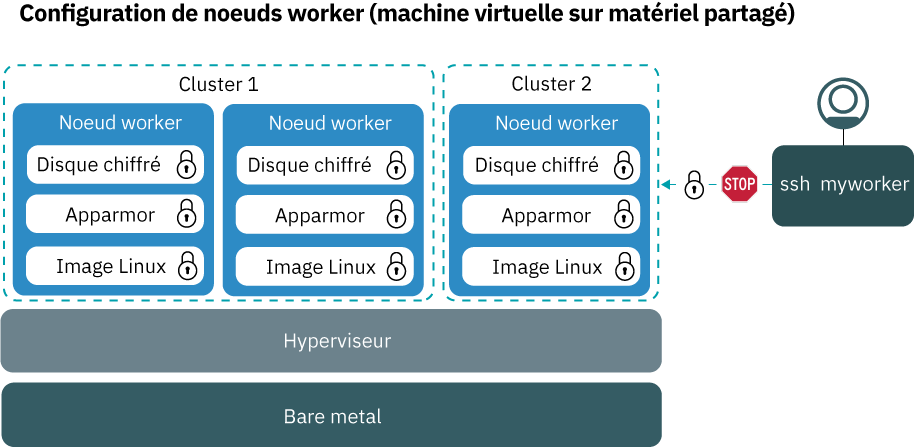 Configuration de noeuds worker (machine virtuelle sur matériel partagé)
Cluster 1
Cluster 2
Noeud worker
Noeud worker
Noeud worker
Disque chiffré
Disque chiffré
Disque chiffré
STOP
ssh myworker
Apparmor
Apparmor
Apparmor
Image Linux
Image Linux
Image Linux
Hyperviseur
Bare metal